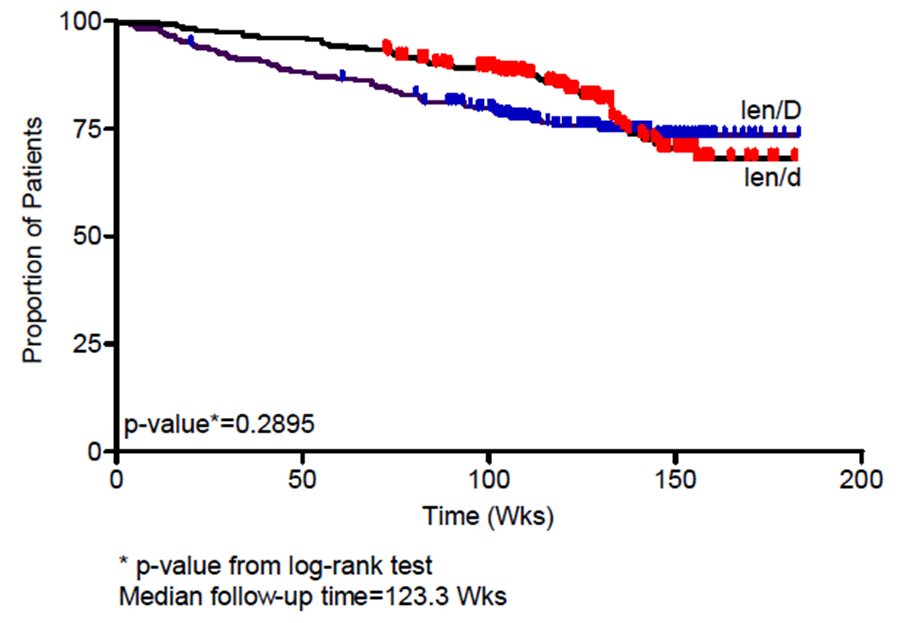 100
75
50
25
0
Proportion of Patients
len/D
len/d
p-value*=0.2895
0 50 100 150 200
Time (Wks)
* p-value from log-rank test
Median follow-up time=123.3 Wks